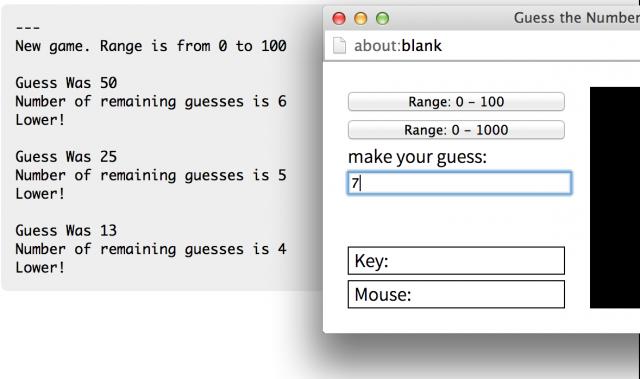 ---
New game. Range is from 0 to 100
Guess Was 50
Number of remaining guesses is 6
Lower!
Guess Was 25
Number of remaining guesses is 5
Lower!
Guess Was 13
Number of remaining guesses is 4
Lower!
Guess the Number
about:blank
Range: 0 - 100
Range: 0 - 1000
make your guess:
7
Key:
Mouse: